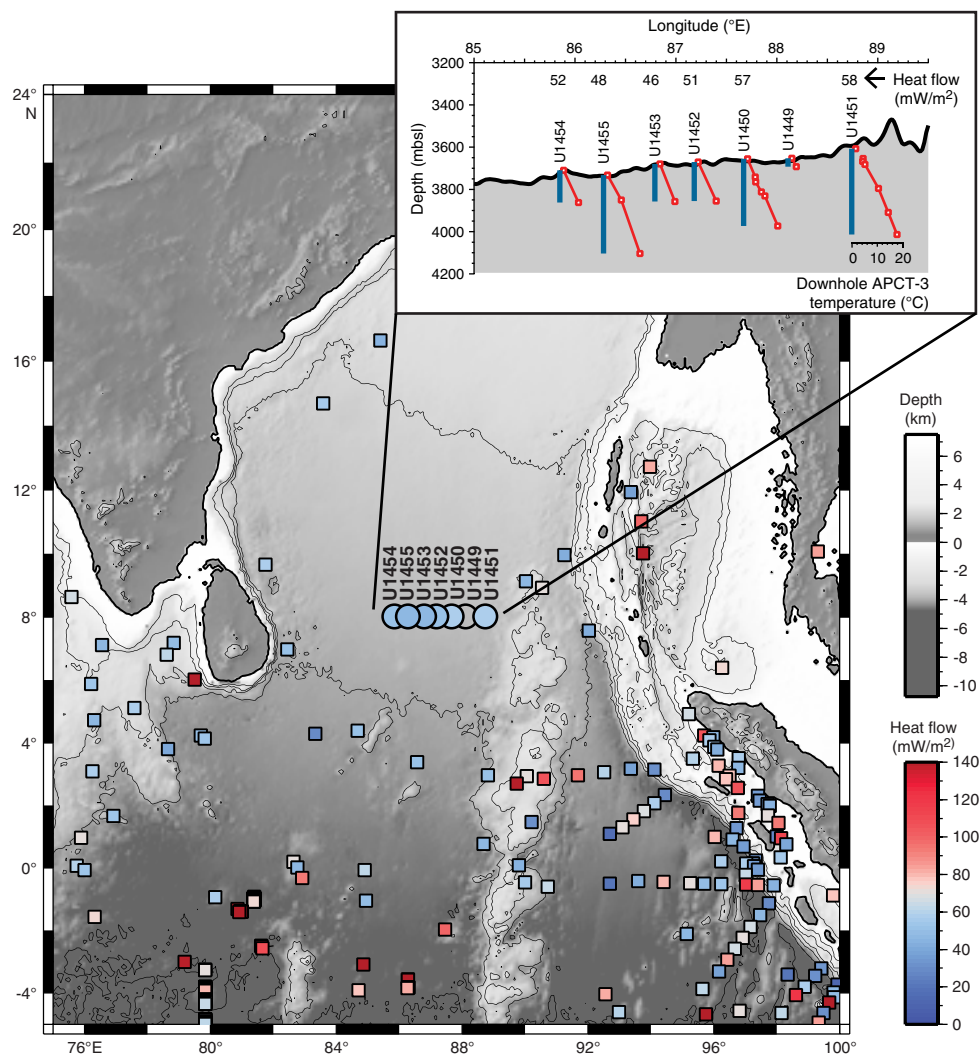 Longitude (°E)
85 86 87 88 89
3200
3400
3600
3800
4000
4200
Depth (mbsl)
52 48 46 51 57 58 Heat flow
(mW/m²)
U1454
U1455
U1453
U1452
U1450
U1449
U1451
0 10 20
Downhole APCT-3
temperature (°C)
24°
N
20°
16°
12°
8°
4°
0°
-4°
76°E 80 84 88 92 96 100°
U1454
U1455
U1453
U1452
U1450
U1449
U1451
Depth
(km)
6
4
2
0
-2
-4
-6
-8
-10
Heat flow
(mW/m²)
140
120
100
80
60
40
20
0